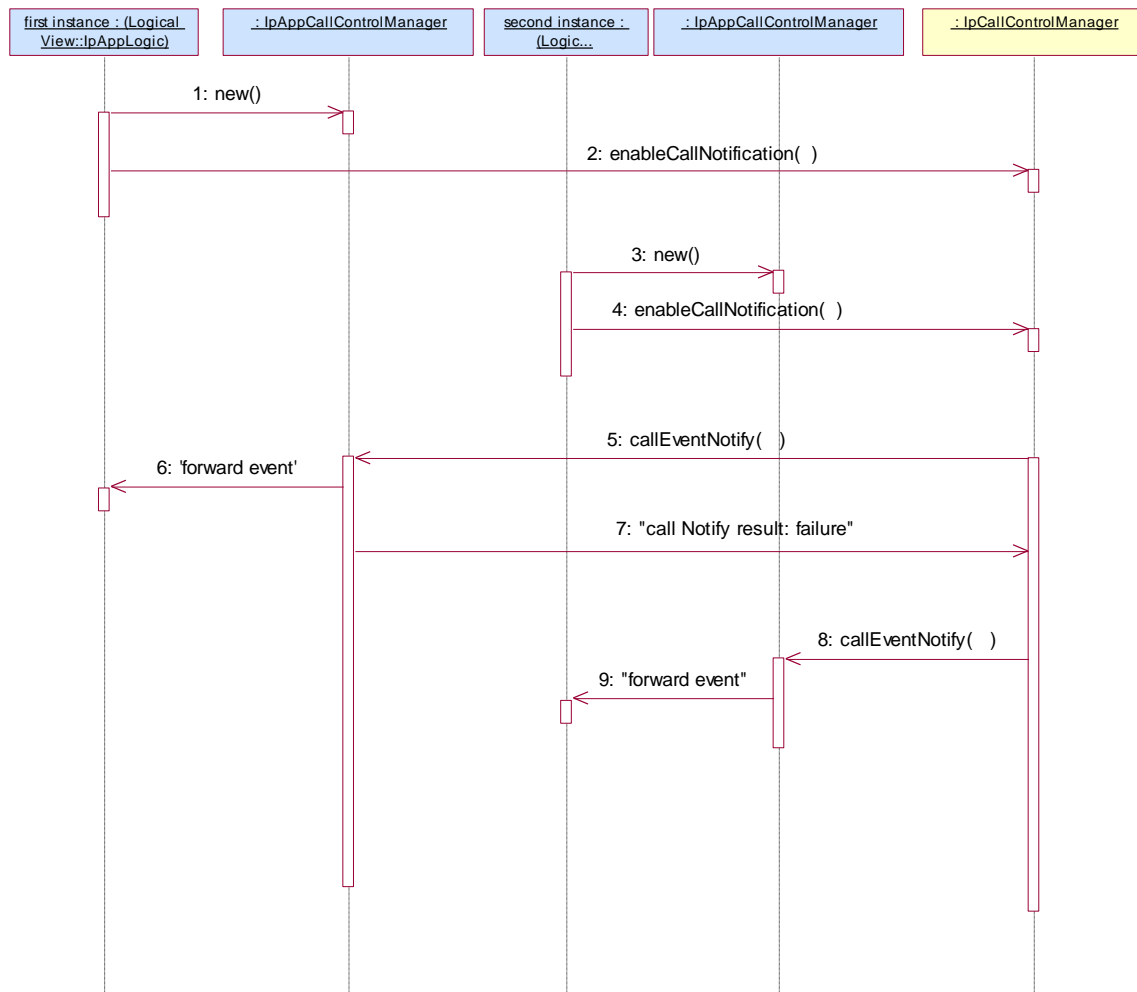 first instance : (Logical
View::IpAppLogic)
: IpAppCallControlManager
second instance :
(Logic...
: IpAppCallControlManager
: IpCallControlManager
1: new()
2: enableCallNotification( )
3: new()
4: enableCallNotification( )
5: callEventNotify( )
6: 'forward event'
7: "call Notify result: failure"
8: callEventNotify( )
9: "forward event"